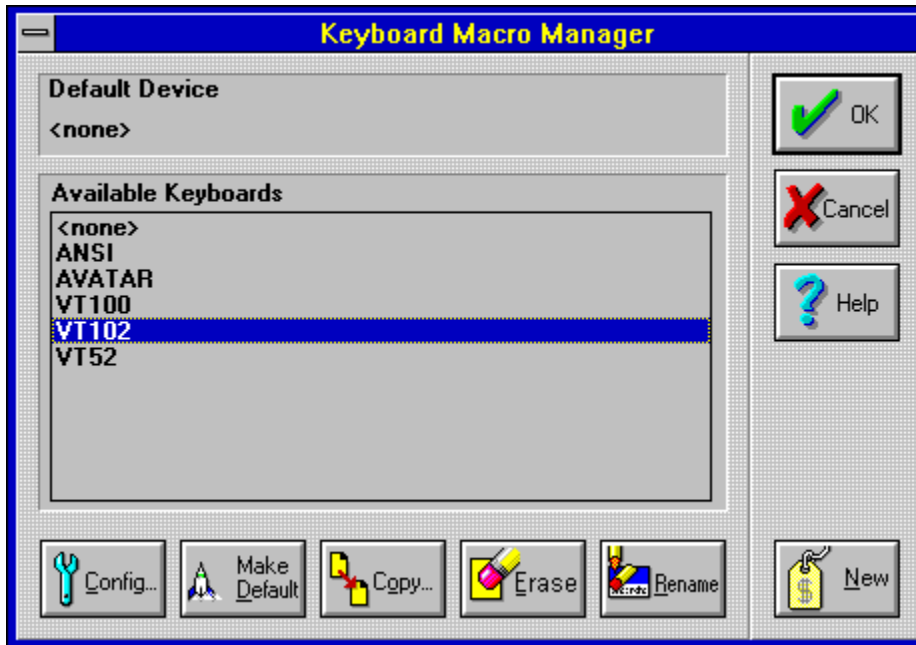 Keyboard Macro Manager
Default Device
<none>
Available Keyboards
<none>
ANSI
AVATAR
VT100
VT102
VT52
OK
Cancel
Help
Config...
Make
Default
Copy...
Erase
Rename
New